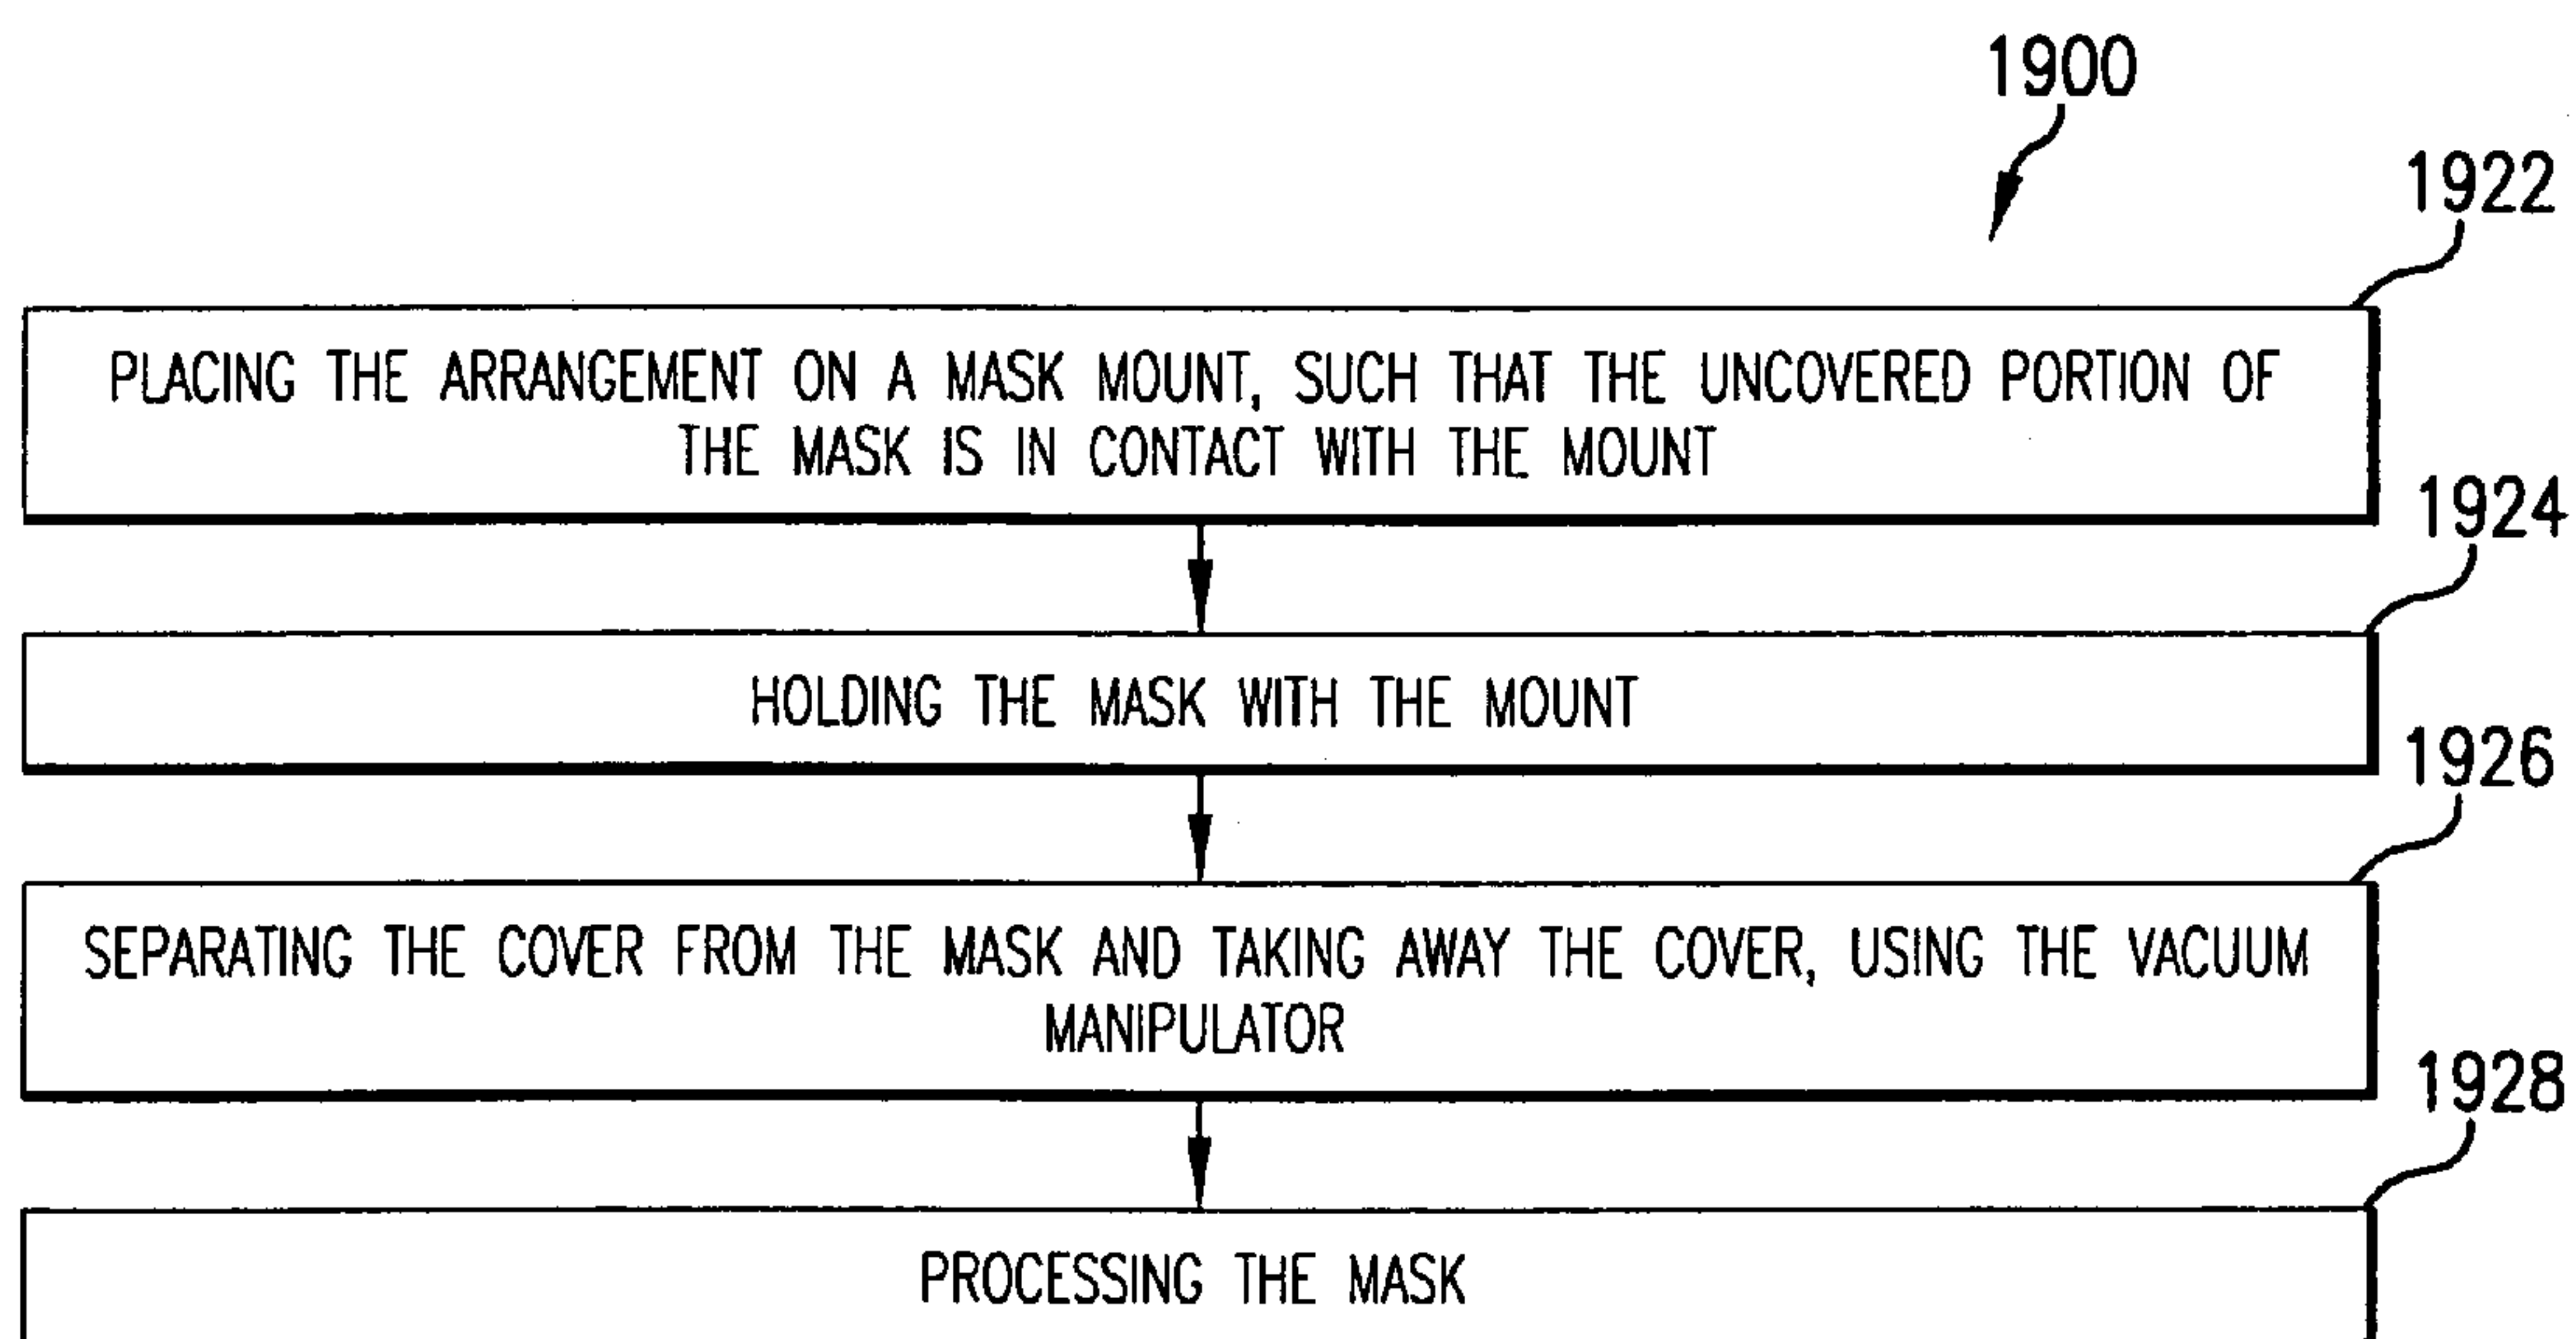 1900
1922
PLACING THE ARRANGEMENT ON A MASK MOUNT, SUCH THAT THE UNCOVERED PORTION OF
THE MASK IS IN CONTACT WITH THE MOUNT
1924
HOLDING THE MASK WITH THE MOUNT
1926
SEPARATING THE COVER FROM THE MASK AND TAKING AWAY THE COVER, USING THE VACUUM
MANIPULATOR
1928
PROCESSING THE MASK